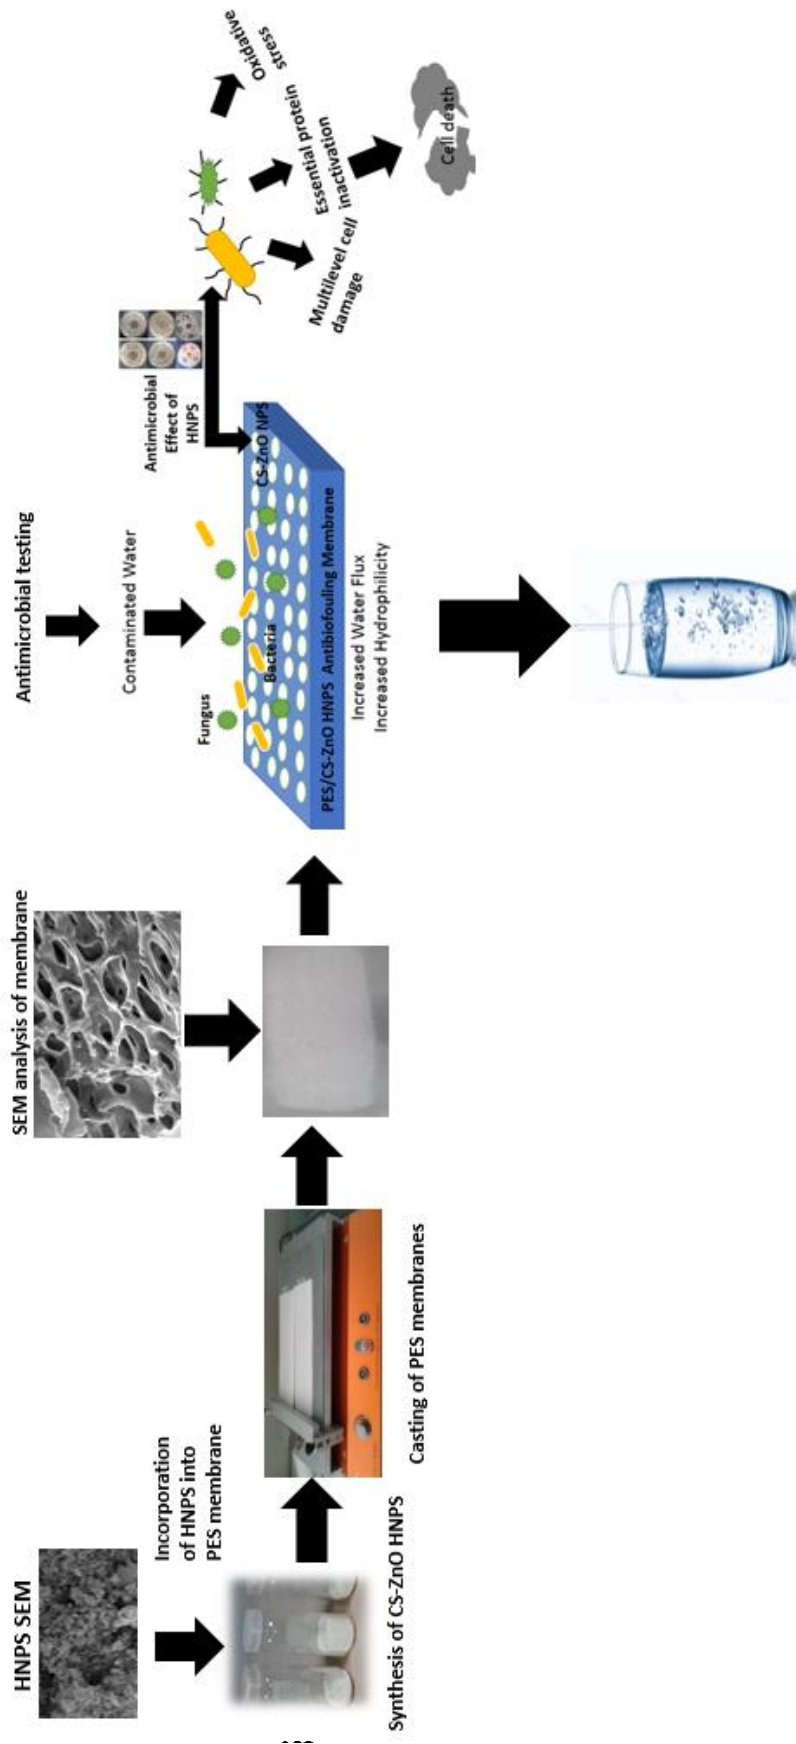 HNPS SEM
Incorporation
of HNPS into
PES membrane
Synthesis of CS-ZnO HNPS
Casting of PES membranes
SEM analysis of membrane
Antimicrobial testing
Contaminated Water
Fungus
Bacteria
CS-ZnO NPS
PES/CS-ZnO HNPS Antibiofouling Membrane
Increased Water Flux
Increased Hydrophilicity
Antimicrobial
Effect of
HNPS
Oxidative
stress
Essential protein
inactivation
Multilevel cell
damage
Cell death